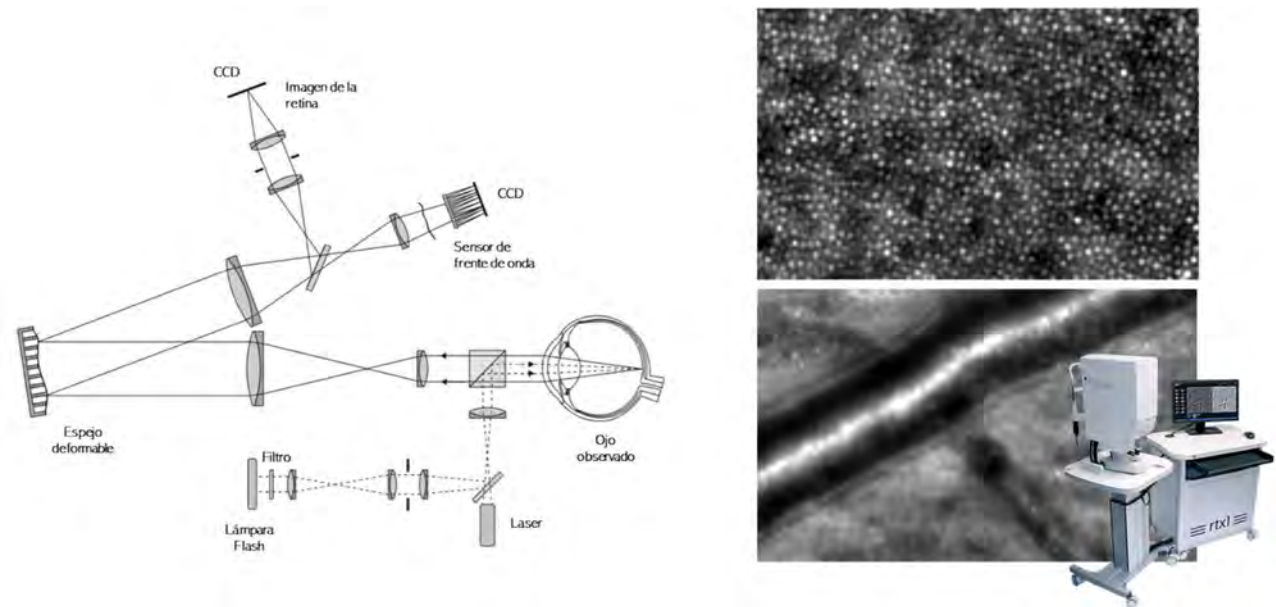 CCD
Imagen de la
retina
CCD
Sensor de
frente de onda
Espejo
deformable
Filtro
Ojo
observado
Lámpara
Flash
Laser
rtx1